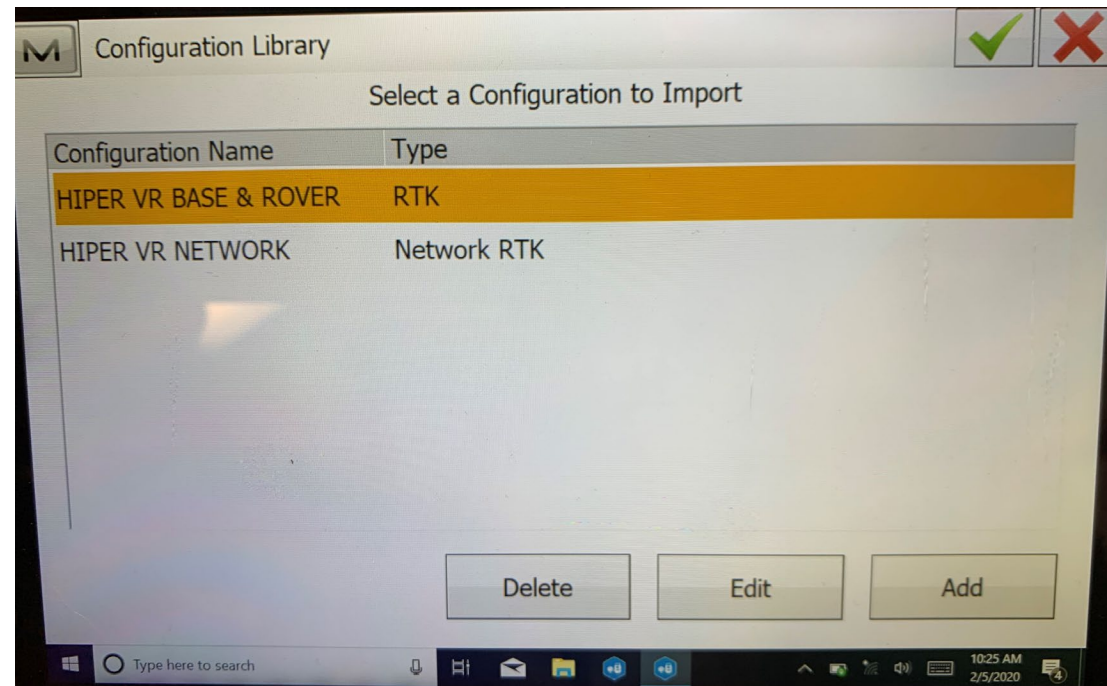 M Configuration Library
Select a Configuration to Import
Configuration Name Type
HIPER VR BASE & ROVER RTK
HIPER VR NETWORK Network RTK
Delete Edit Add
Type here to search
10:25 AM
2/5/2020
4